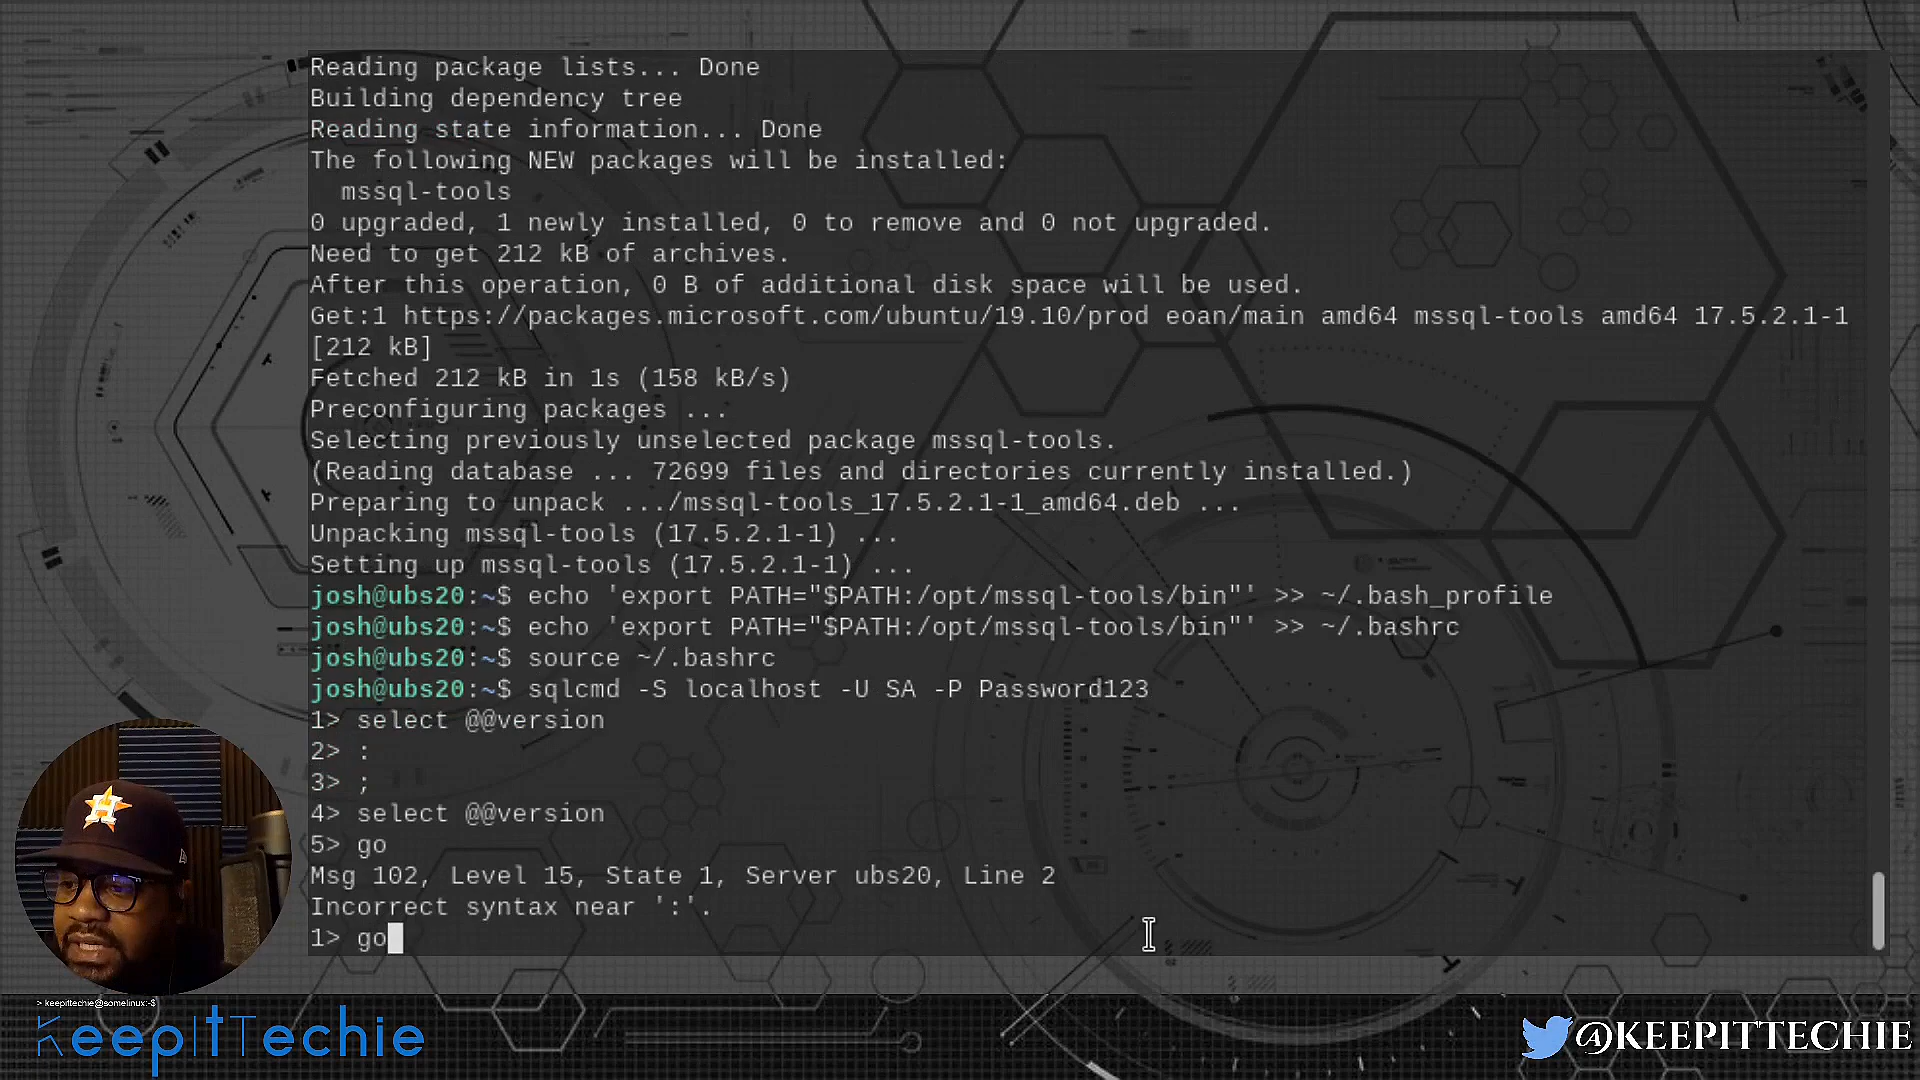 Reading package lists... Done
Building dependency tree
Reading state information... Done
The following NEW packages will be installed:
  mssql-tools
0 upgraded, 1 newly installed, 0 to remove and 0 not upgraded.
Need to get 212 kB of archives.
After this operation, 0 B of additional disk space will be used.
Get:1 https://packages.microsoft.com/ubuntu/19.10/prod eoan/main amd64 mssql-tools amd64 17.5.2.1-1
[212 kB]
Fetched 212 kB in 1s (158 kB/s)
Preconfiguring packages ...
Selecting previously unselected package mssql-tools.
(Reading database ... 72699 files and directories currently installed.)
Preparing to unpack .../mssql-tools_17.5.2.1-1_amd64.deb ...
Unpacking mssql-tools (17.5.2.1-1) ...
Setting up mssql-tools (17.5.2.1-1) ...
josh@ubs20:~$ echo 'export PATH="$PATH:/opt/mssql-tools/bin"' >> ~/.bash_profile
josh@ubs20:~$ echo 'export PATH="$PATH:/opt/mssql-tools/bin"' >> ~/.bashrc
josh@ubs20:~$ source ~/.bashrc
josh@ubs20:~$ sqlcmd -S localhost -U SA -P Password123
1> select @@version
2> :
3> ;
4> select @@version
5> go
Msg 102, Level 15, State 1, Server ubs20, Line 2
Incorrect syntax near ':'.
1> go
> keepittechie@somelinux:~$
KeepItTechie
@KEEPITTECHIE